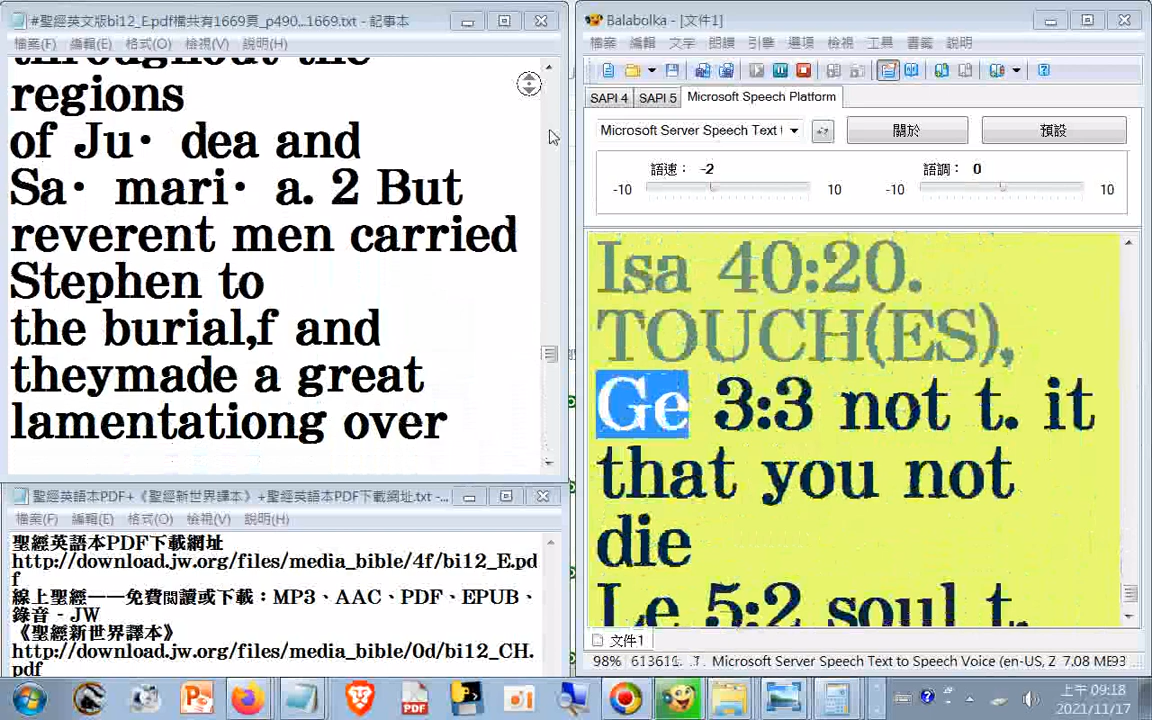 #聖經英文版bi12_E.pdf檔共有1669頁_p490,..1669.txt - 記事本
檔案(F) 編輯(E) 格式(O) 檢視(V) 說明(H)
throughout the
regions
of Ju‧ dea and
Sa‧ mari‧ a. 2 But
reverent men carried
Stephen to
the burial,f and
theymade a great
lamentationg over
聖經英語本PDF+《聖經新世界譯本》+聖經英語本PDF下載網址.txt - ...
檔案(F) 編輯(E) 格式(O) 檢視(V) 說明(H)
聖經英語本PDF下載網址
http://download.jw.org/files/media_bible/4f/bi12_E.pd
f
線上聖經——免費閱讀或下載：MP3、AAC、PDF、EPUB、
錄音 - JW
《聖經新世界譯本》
http://download.jw.org/files/media_bible/0d/bi12_CH.
pdf
Balabolka - [文件1]
檔案 編輯 文字 朗讀 引擎 選項 檢視 工具 書籤 說明
SAPI 4 SAPI 5 Microsoft Speech Platform
Microsoft Server Speech Text 關於 預設
語速： -2 語調： 0
-10 10 -10 10
Isa 40:20.
TOUCH(ES),
Ge 3:3 not t. it
that you not
die
Le 5:2 soul t.
文件1
98% Microsoft Server Speech Text to Speech Voice (en-US, Z 7.08 ME
上午 09:18
2021/11/17